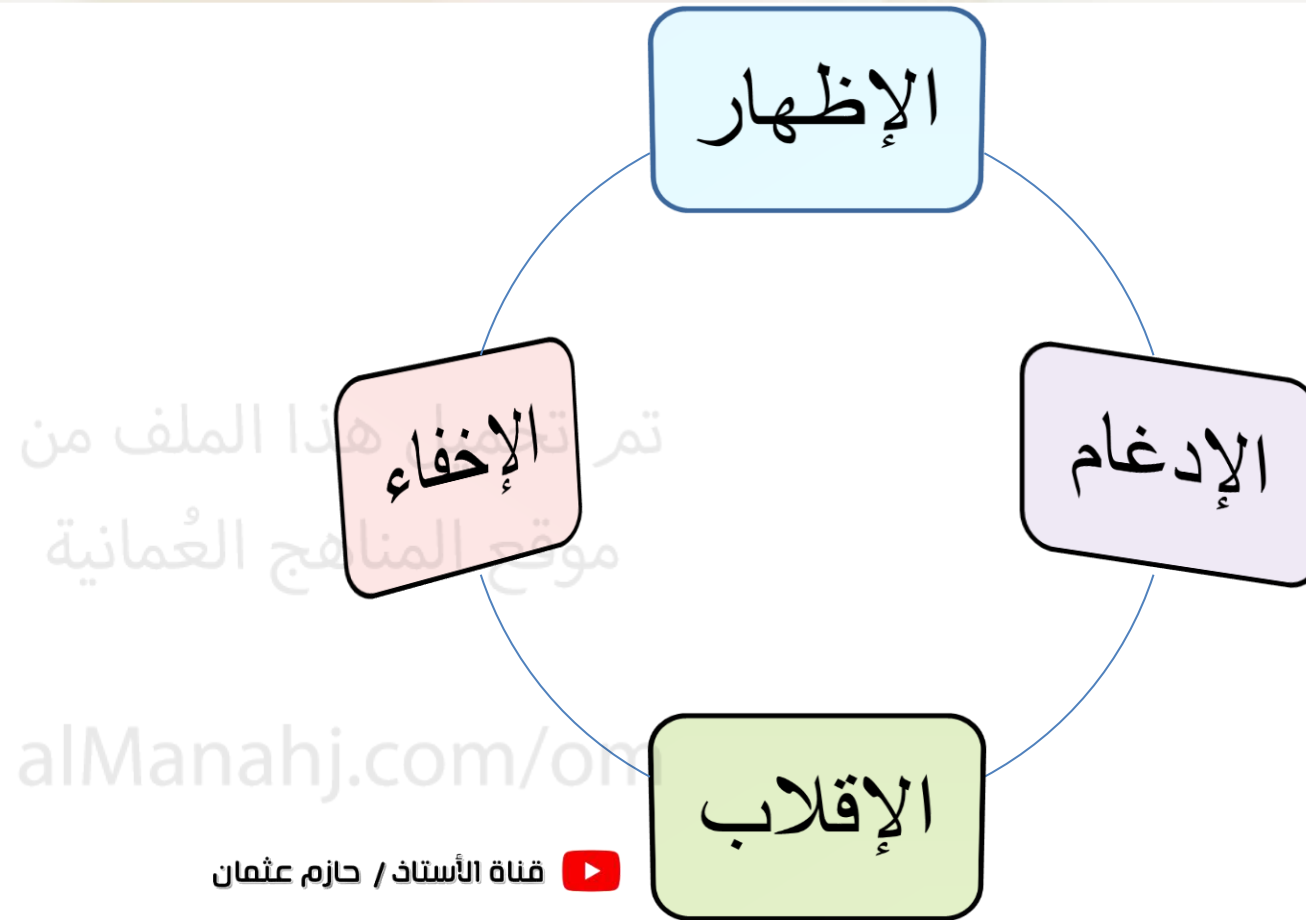 الإظهار
الإدغام
الإخفاء
تم تحميل هذا الملف من
موقع المناهج العُمانية
alManahj.com/om
الإقلاب
قناة الأستاذ / حازم عثمان